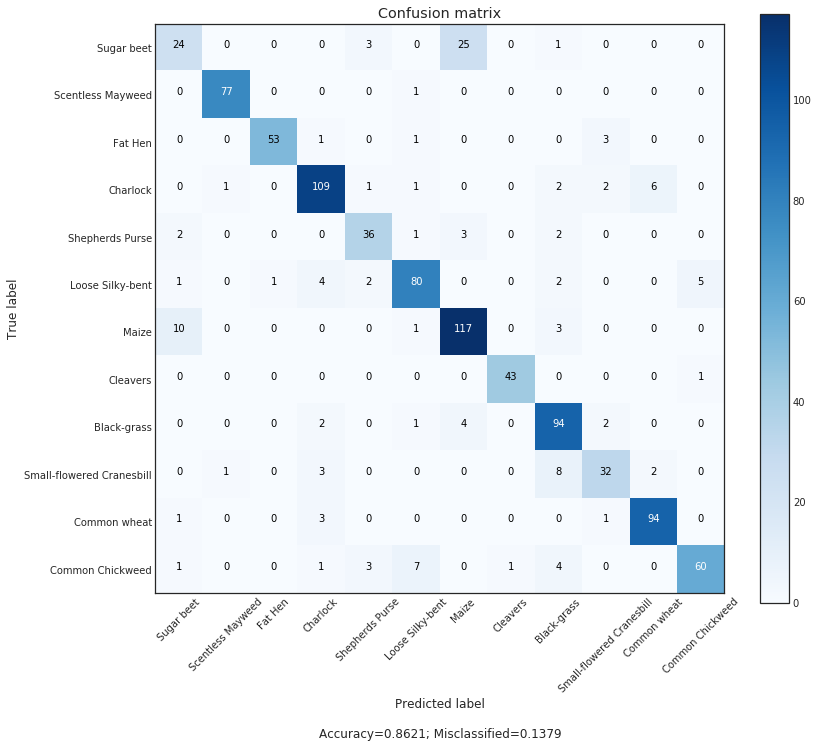 Confusion matrix
Sugar beet 24 0 0 0 3 0 25 0 1 0 0 0
Scentless Mayweed 0 77 0 0 0 1 0 0 0 0 0 0
Fat Hen 0 0 53 1 0 1 0 0 0 3 0 0
Charlock 0 1 0 109 1 1 0 0 2 2 6 0
Shepherds Purse 2 0 0 0 36 1 3 0 2 0 0 0
Loose Silky-bent 1 0 1 4 2 80 0 0 2 0 0 5
Maize 10 0 0 0 0 1 117 0 3 0 0 0
Cleavers 0 0 0 0 0 0 0 43 0 0 0 1
Black-grass 0 0 0 2 0 1 4 0 94 2 0 0
Small-flowered Cranesbill 0 1 0 3 0 0 0 0 8 32 2 0
Common wheat 1 0 0 3 0 0 0 0 0 1 94 0
Common Chickweed 1 0 0 1 3 7 0 1 4 0 0 60
True label
Sugar beet
Scentless Mayweed
Fat Hen
Charlock
Shepherds Purse
Loose Silky-bent
Maize
Cleavers
Black-grass
Small-flowered Cranesbill
Common wheat
Common Chickweed
Predicted label
Accuracy=0.8621; Misclassified=0.1379
100
80
60
40
20
0